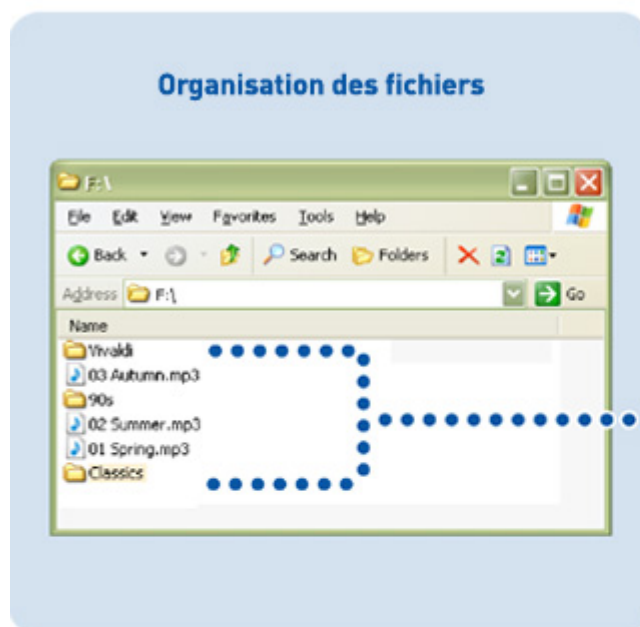 Organisation des fichiers
F:\
File Edit View Favorites Tools Help
Back Search Folders
Address F:\ Go
Name
Vivaldi
03 Autumn.mp3
90s
02 Summer.mp3
01 Spring.mp3
Classics